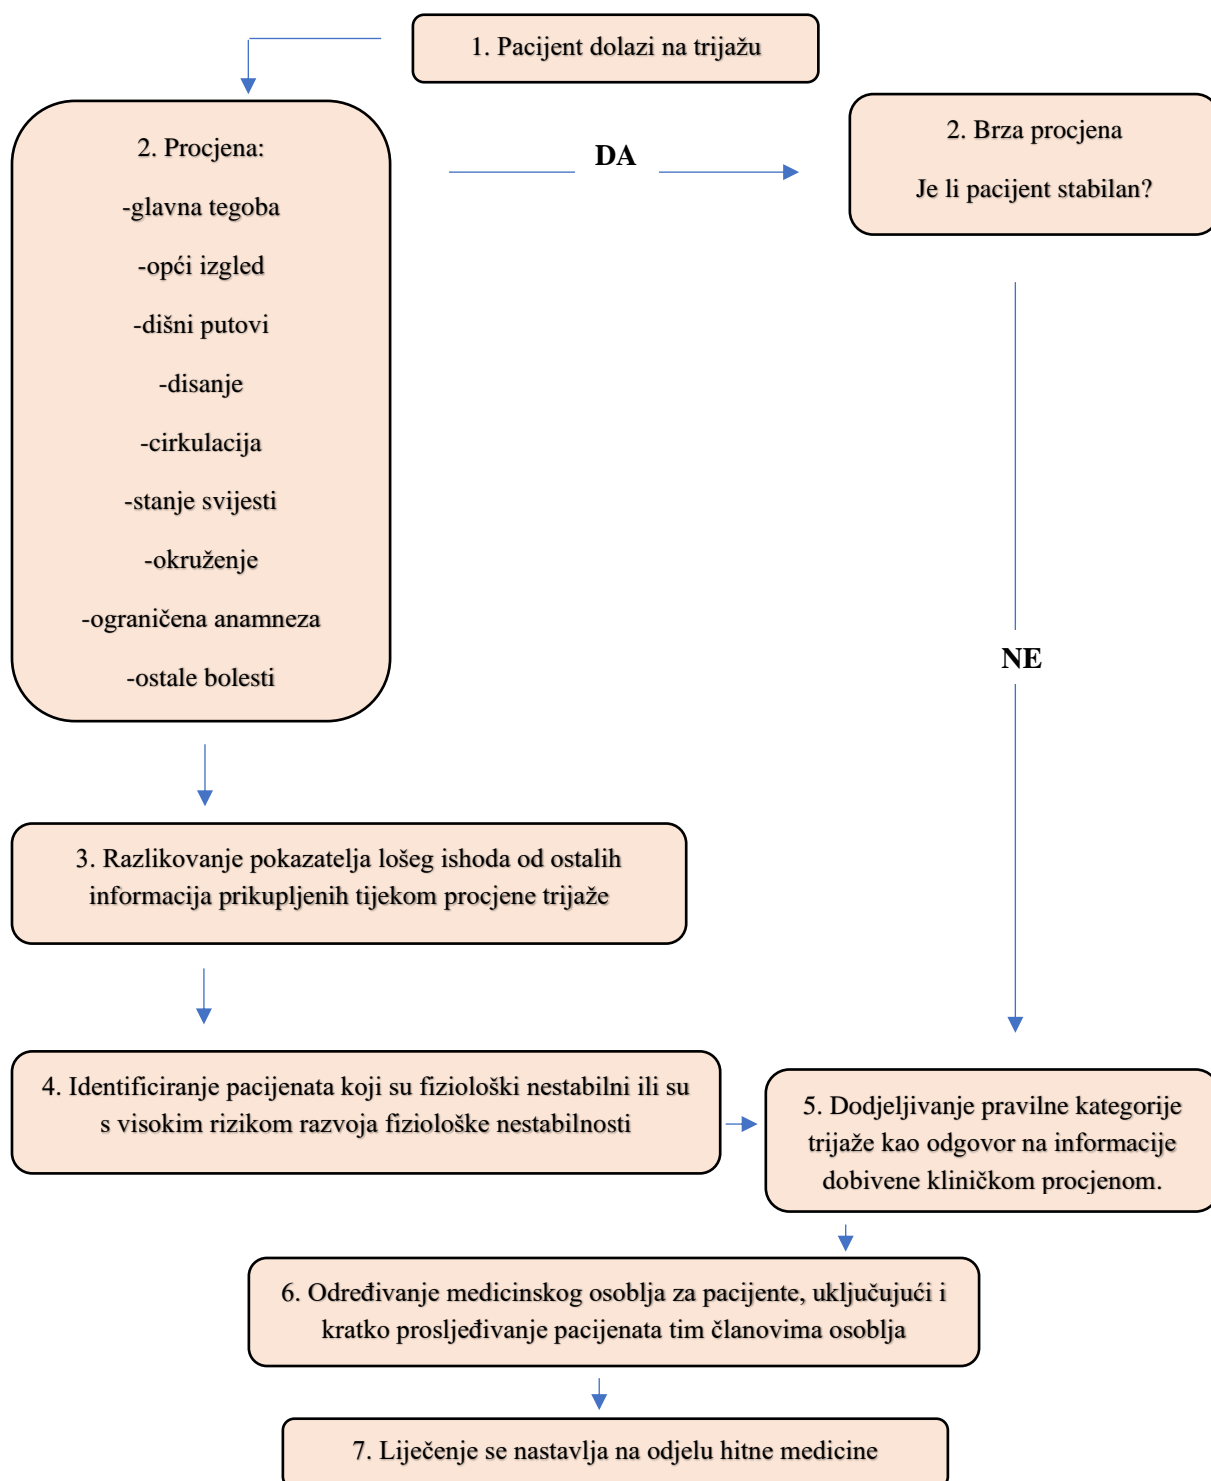 1. Pacijent dolazi na trijažu
2. Procjena:
-glavna tegoba
-opći izgled
-dišni putovi
-disanje
-cirkulacija
-stanje svijesti
-okruženje
-ograničena anamneza
-ostale bolesti
DA
2. Brza procjena
Je li pacijent stabilan?
NE
3. Razlikovanje pokazatelja lošeg ishoda od ostalih
informacija prikupljenih tijekom procjene trijaže
4. Identificiranje pacijenata koji su fiziološki nestabilni ili su
s visokim rizikom razvoja fiziološke nestabilnosti
5. Dodjeljivanje pravilne kategorije
trijaže kao odgovor na informacije
dobivene kliničkom procjenom.
6. Određivanje medicinskog osoblja za pacijente, uključujući i
kratko prosljeđivanje pacijenata tim članovima osoblja
7. Liječenje se nastavlja na odjelu hitne medicine